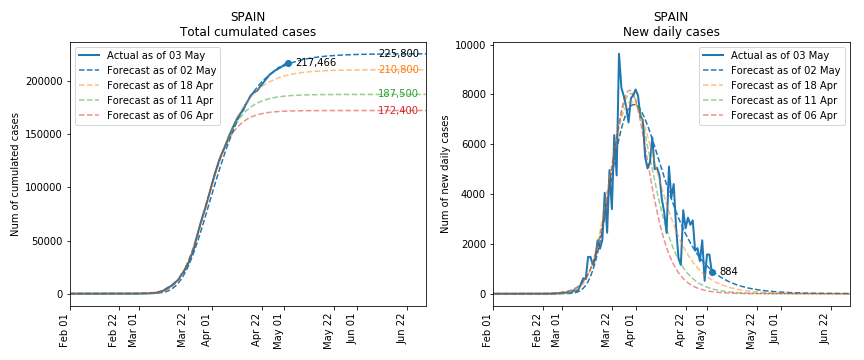 SPAIN
Total cumulated cases
Num of cumulated cases
200000
150000
100000
50000
0
Actual as of 03 May
Forecast as of 02 May
Forecast as of 18 Apr
Forecast as of 11 Apr
Forecast as of 06 Apr
217,466
225,800
210,800
187,500
172,400
Feb 01
Feb 22
Mar 01
Mar 22
Apr 01
Apr 22
May 01
May 22
Jun 01
Jun 22
SPAIN
New daily cases
Num of new daily cases
10000
8000
6000
4000
2000
0
Actual as of 03 May
Forecast as of 02 May
Forecast as of 18 Apr
Forecast as of 11 Apr
Forecast as of 06 Apr
884
Feb 01
Feb 22
Mar 01
Mar 22
Apr 01
Apr 22
May 01
May 22
Jun 01
Jun 22